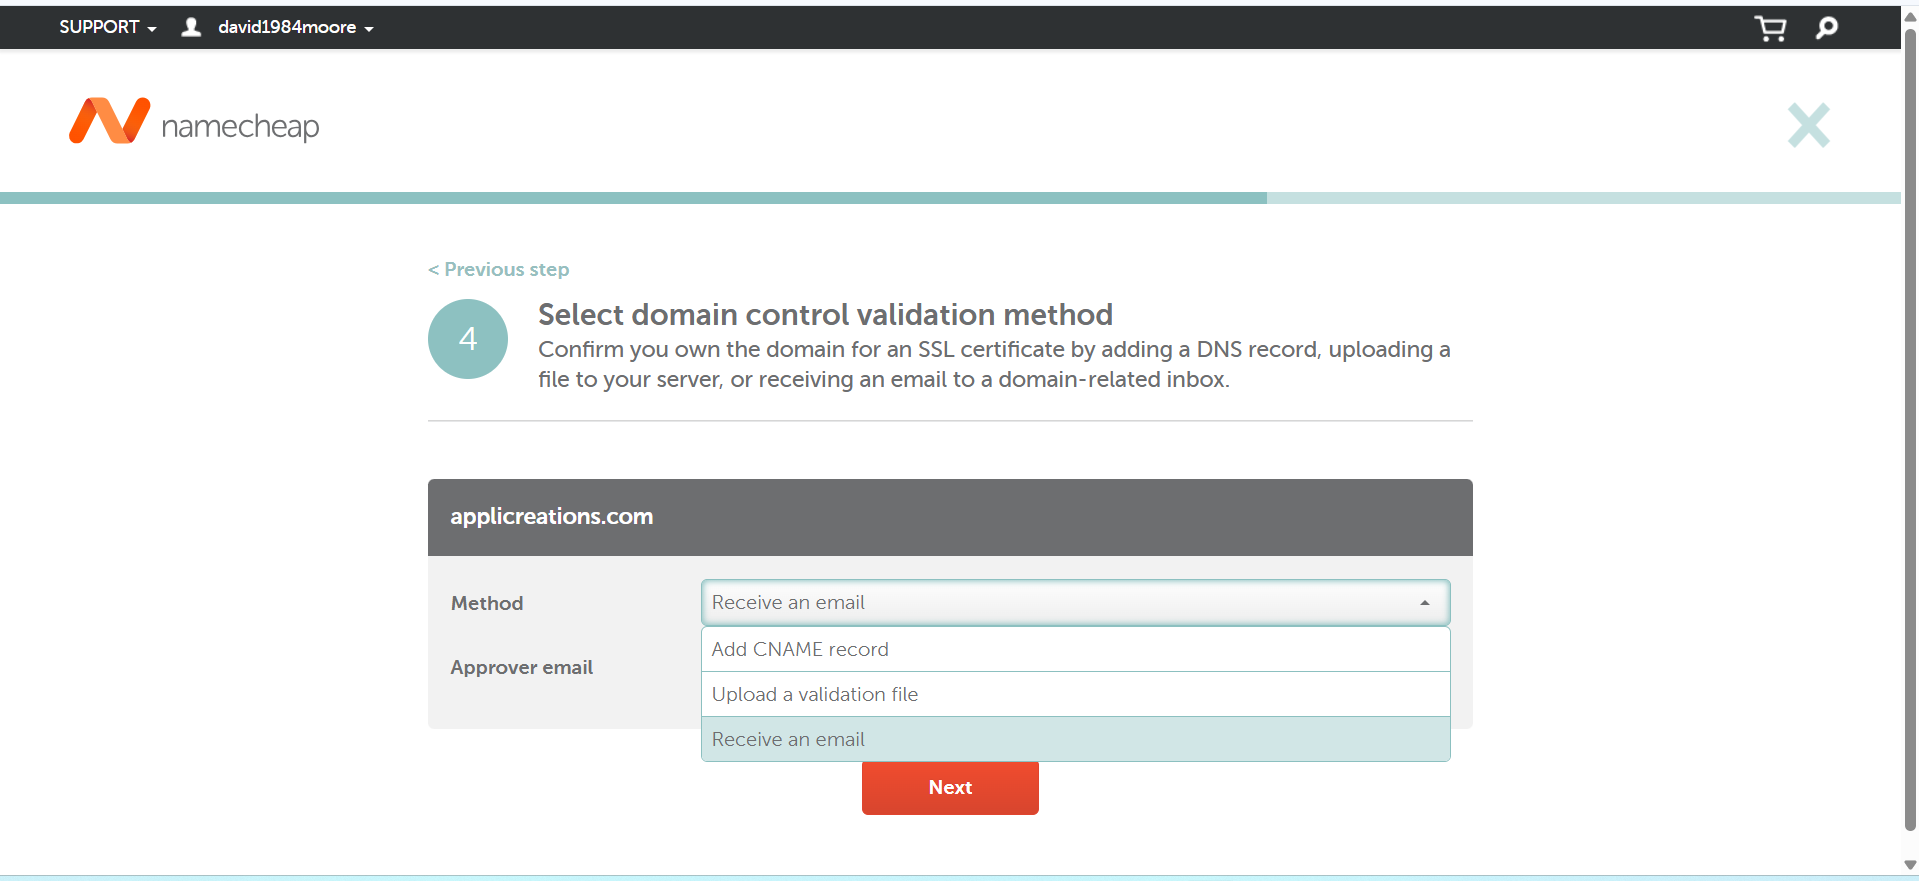 SUPPORT
david1984moore
namecheap
< Previous step
4
Select domain control validation method
Confirm you own the domain for an SSL certificate by adding a DNS record, uploading a
file to your server, or receiving an email to a domain-related inbox.
applicreations.com
Method
Receive an email
Add CNAME record
Approver email
Upload a validation file
Receive an email
Next